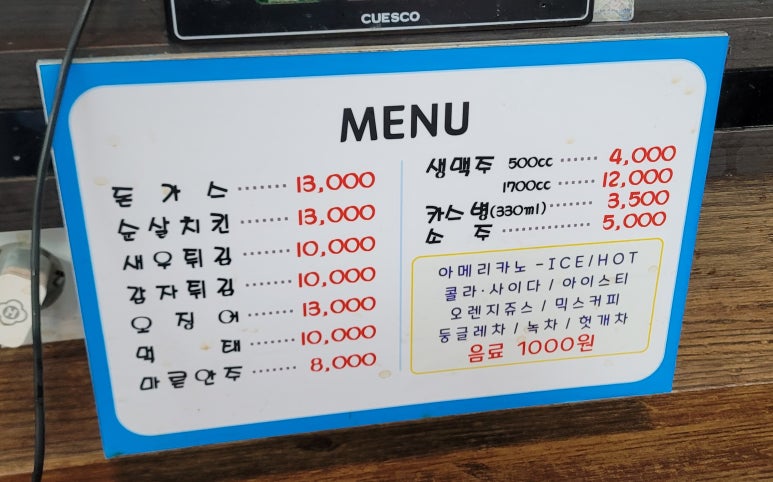 CUESCO
MENU
돈 가 스 ······· 13,000
순살치킨 ······· 13,000
새우튀김 ······· 10,000
감자튀김 ······· 10,000
오 징 어 ······· 13,000
먹 태 ······· 10,000
마른안주 ······· 8,000
생맥주 500cc ······ 4,000
1700cc ······ 12,000
카스병(330ml) ······ 3,500
소 주 ·············· 5,000
아메리카노 -ICE/HOT
콜라·사이다 / 아이스티
오렌지쥬스 / 믹스커피
둥글레차 / 녹차 / 헛개차
음료 1000원